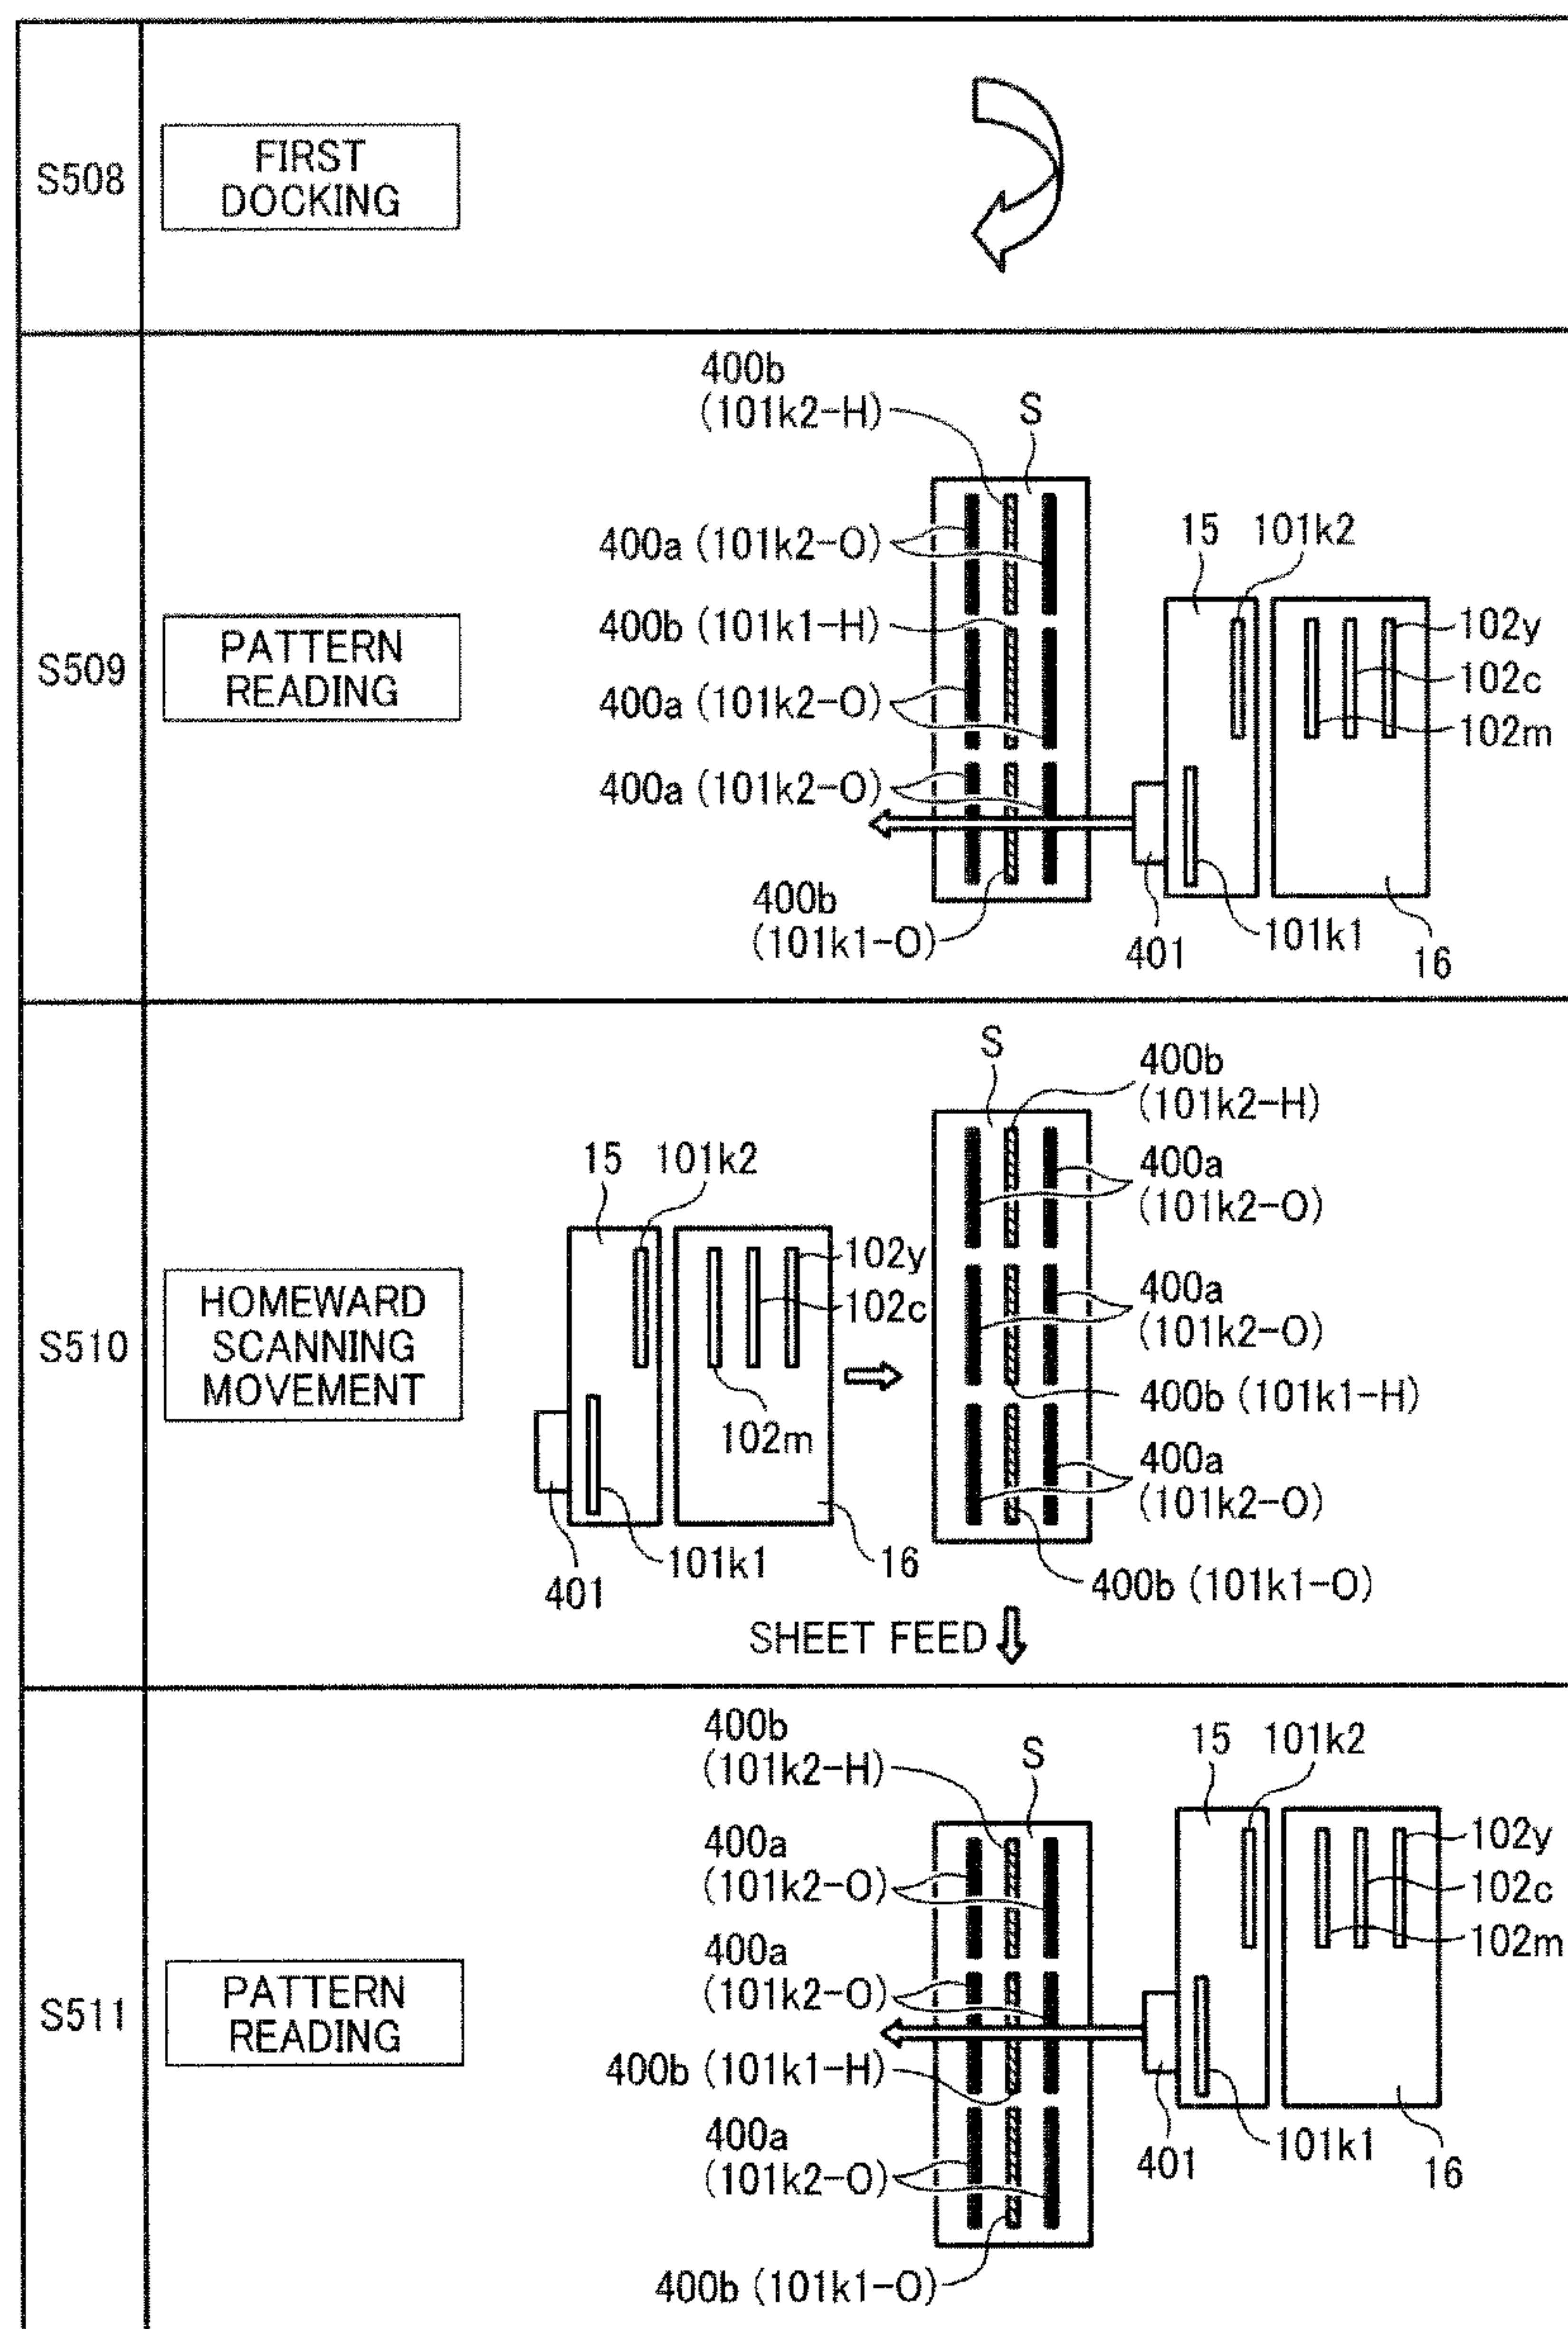 S508
FIRST
DOCKING
S509
PATTERN
READING
400b
(101k2-H)
S
400a (101k2-O)
400b (101k1-H)
400a (101k2-O)
400a (101k2-O)
400b
(101k1-O)
15
101k2
102y
102c
102m
401
101k1
16
S510
HOMEWARD
SCANNING
MOVEMENT
15
101k2
102y
102c
102m
401
101k1
16
S
400b
(101k2-H)
400a
(101k2-O)
400a
(101k2-O)
400b (101k1-H)
400a
(101k2-O)
400b (101k1-O)
SHEET FEED
S511
PATTERN
READING
400b
(101k2-H)
S
400a
(101k2-O)
400a
(101k2-O)
400b (101k1-H)
400a
(101k2-O)
400b (101k1-O)
15
101k2
102y
102c
102m
401
101k1
16